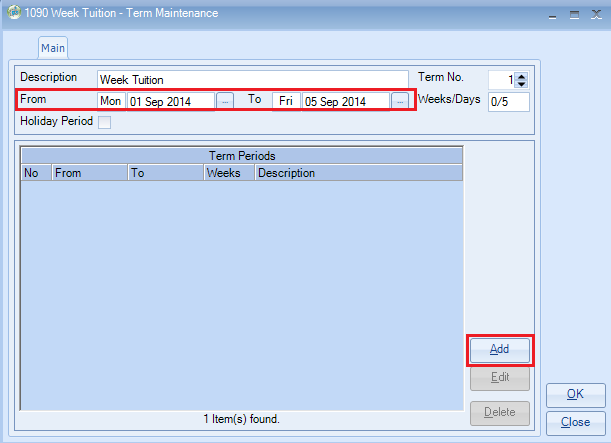 1090 Week Tuition - Term Maintenance
Main
Description Week Tuition Term No. 1
From Mon 01 Sep 2014 ... To Fri 05 Sep 2014 ... Weeks/Days 0/5
Holiday Period
Term Periods
No From To Weeks Description
Add
Edit
OK
Delete
1 Item(s) found.
Close